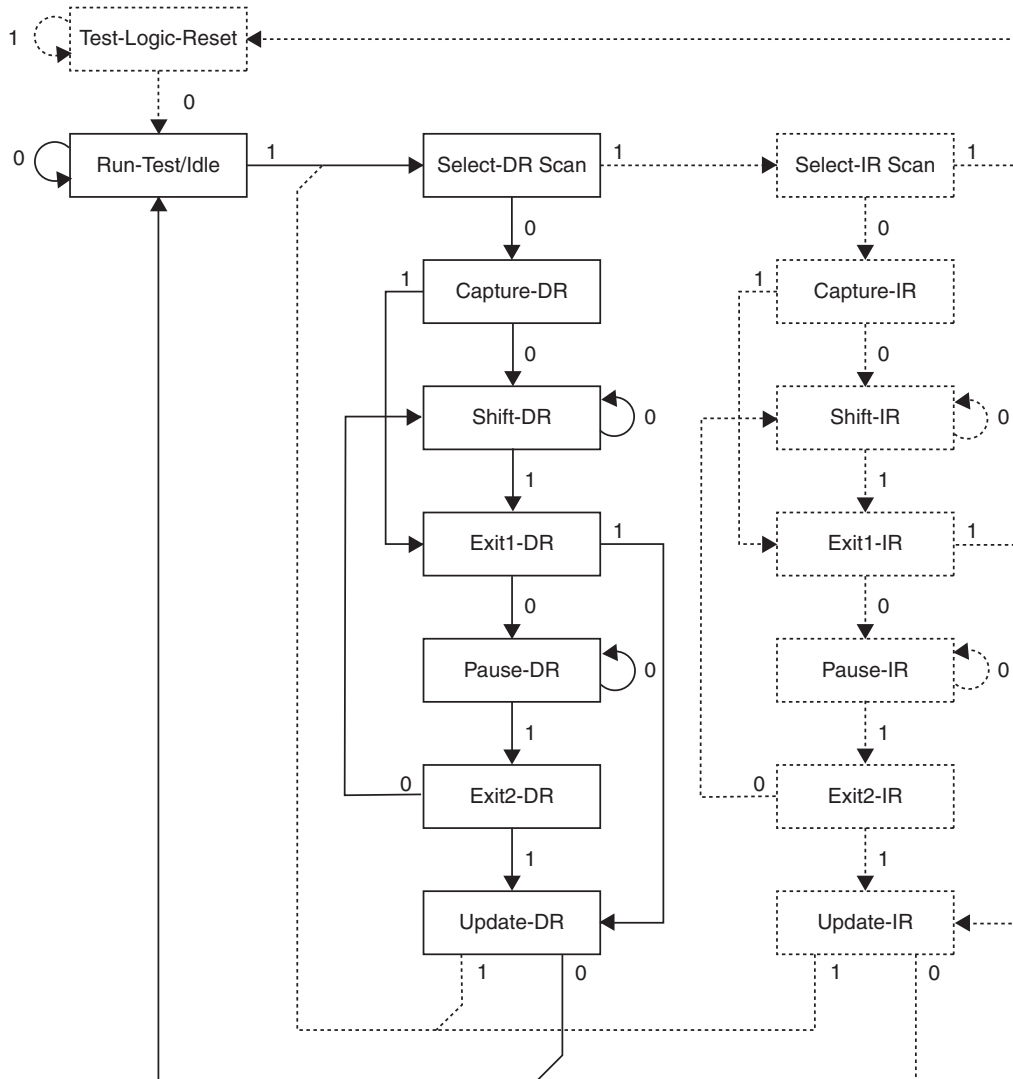 Test-Logic-Reset
1
0
0
Run-Test/Idle
1
Select-DR Scan
1
Select-IR Scan
1
0
0
1
Capture-DR
1
Capture-IR
0
0
Shift-DR
0
Shift-IR
0
1
1
Exit1-DR
1
Exit1-IR
1
0
0
Pause-DR
0
Pause-IR
0
1
1
0
Exit2-DR
0
Exit2-IR
1
1
Update-DR
Update-IR
1
0
1
0